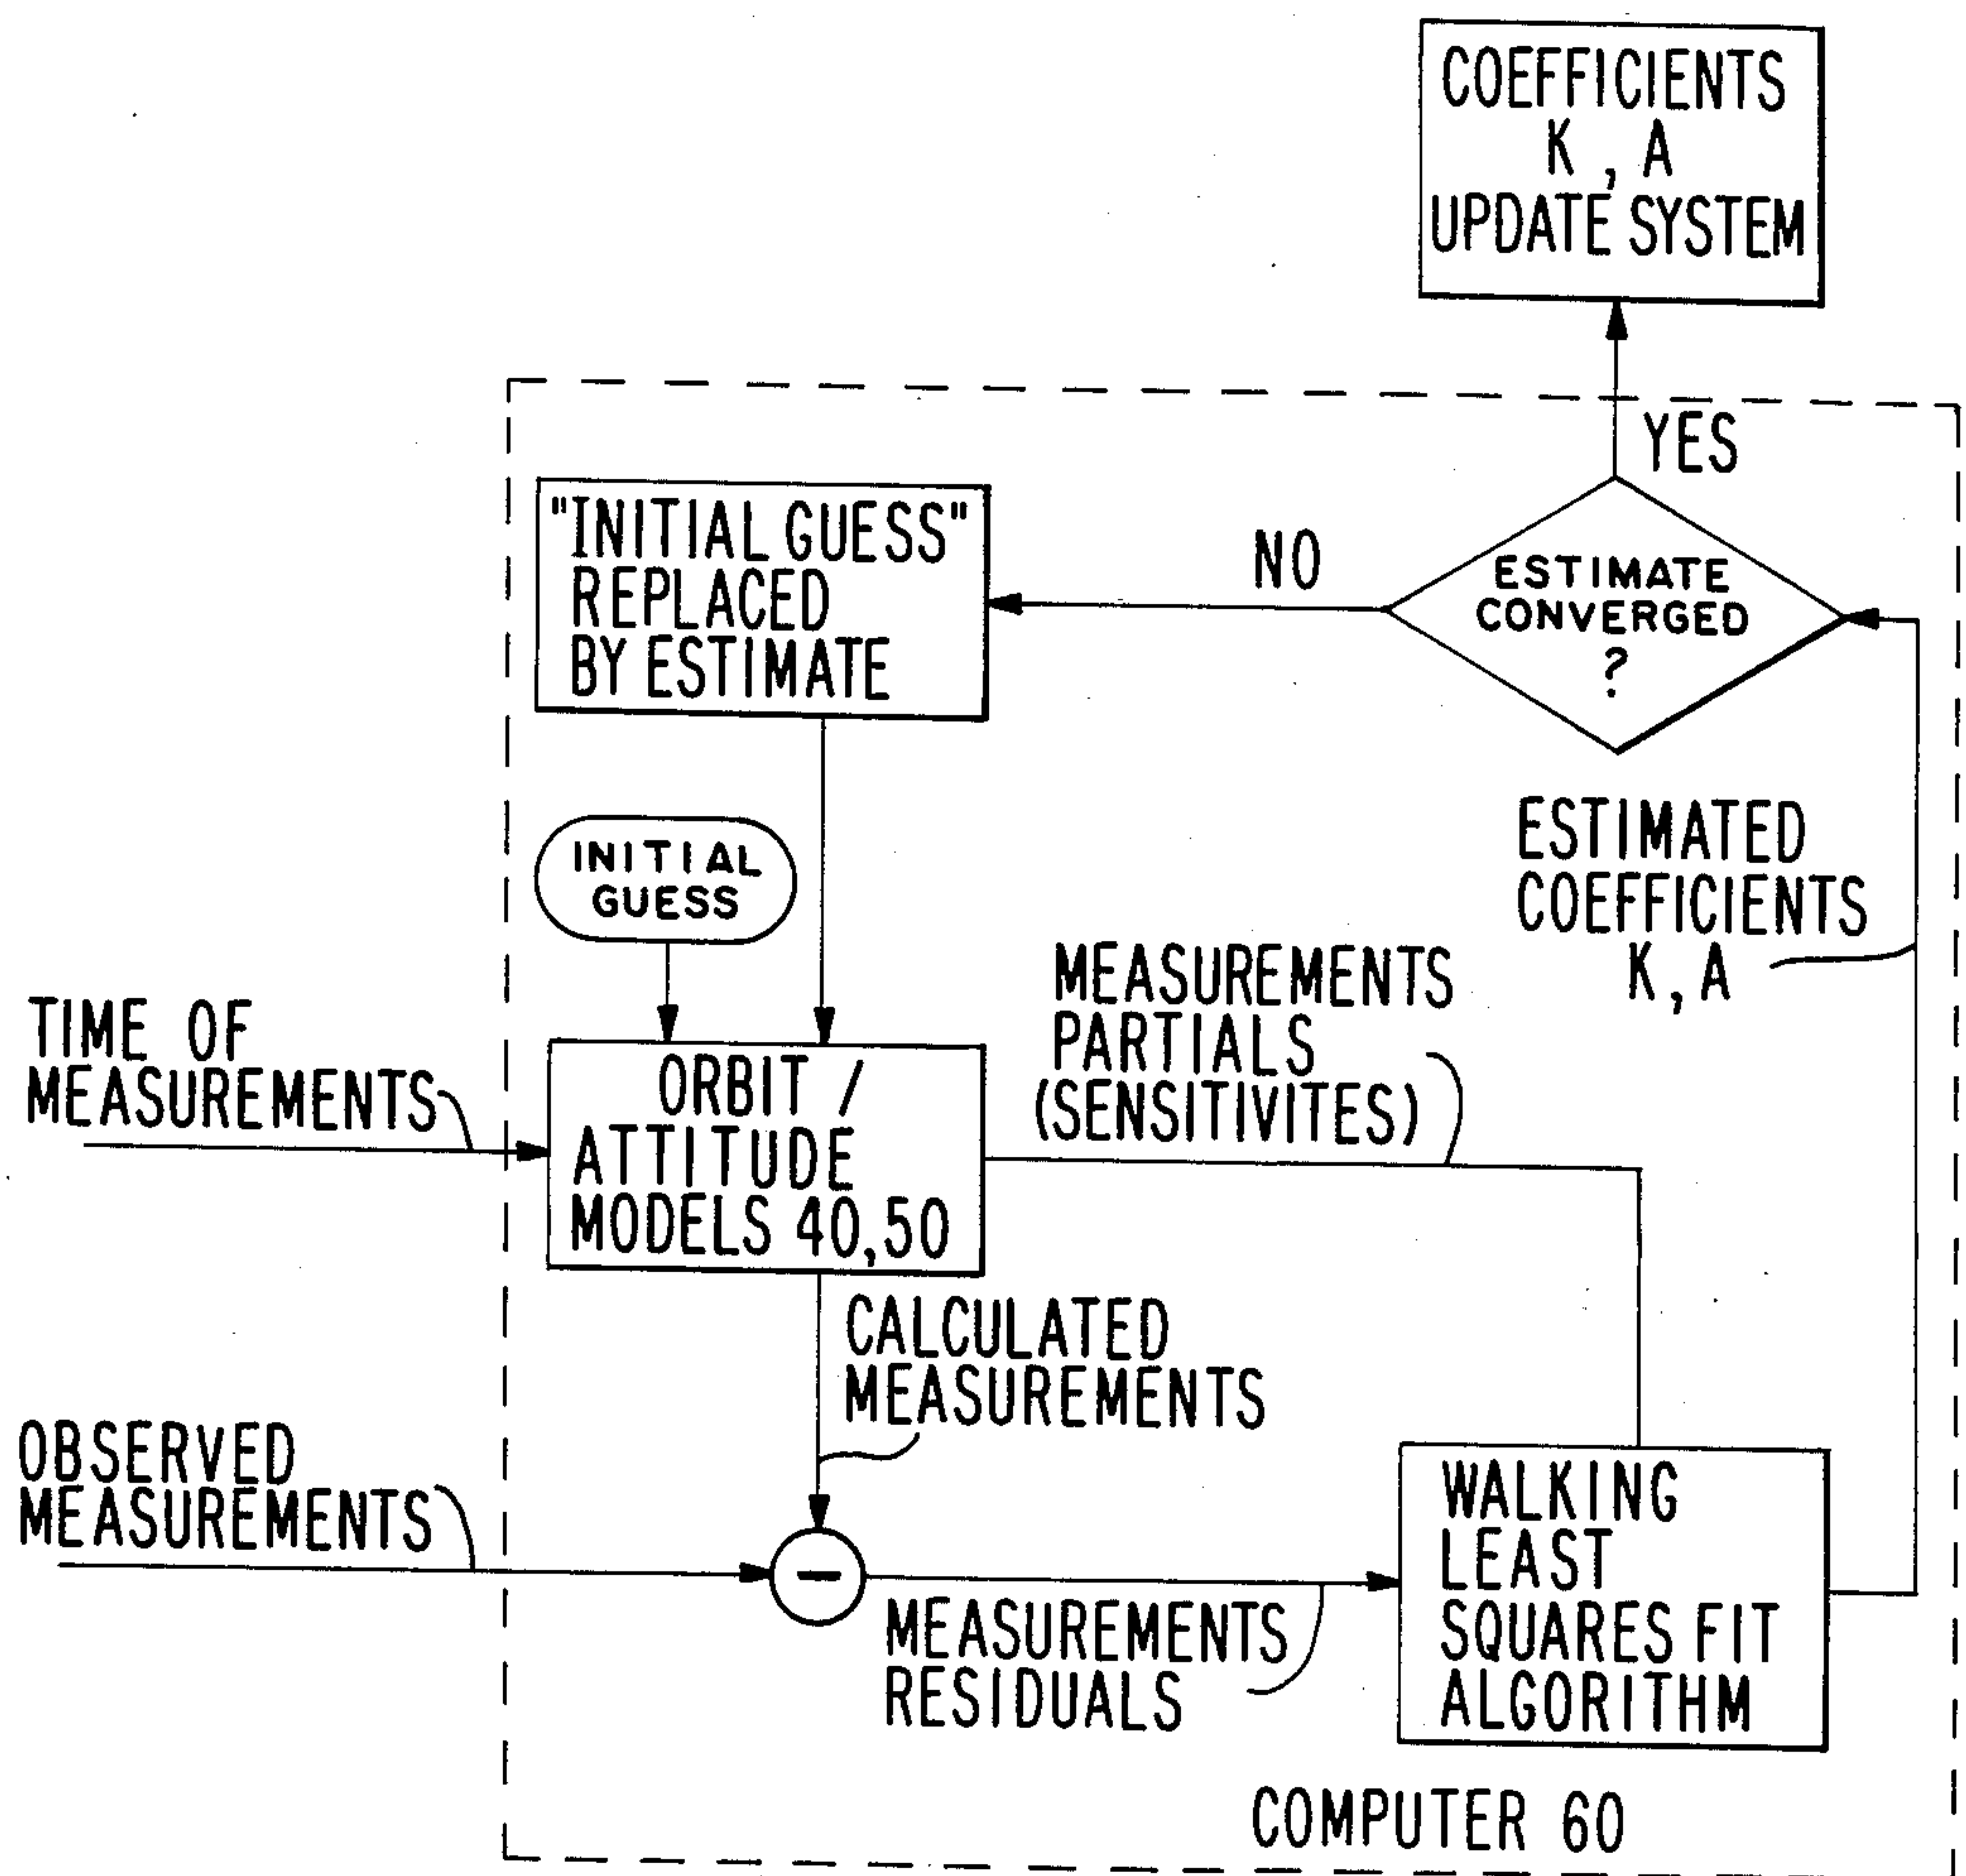 COEFFICIENTS
K , A
UPDATE SYSTEM
YES
"INITIAL GUESS"
REPLACED
BY ESTIMATE
NO
ESTIMATE
CONVERGED
?
INITIAL
GUESS
ESTIMATED
COEFFICIENTS
K, A
MEASUREMENTS
PARTIALS
(SENSITIVITES)
TIME OF
MEASUREMENTS
ORBIT /
ATTITUDE
MODELS 40,50
CALCULATED
MEASUREMENTS
OBSERVED
MEASUREMENTS
−
MEASUREMENTS
RESIDUALS
WALKING
LEAST
SQUARES FIT
ALGORITHM
COMPUTER 60